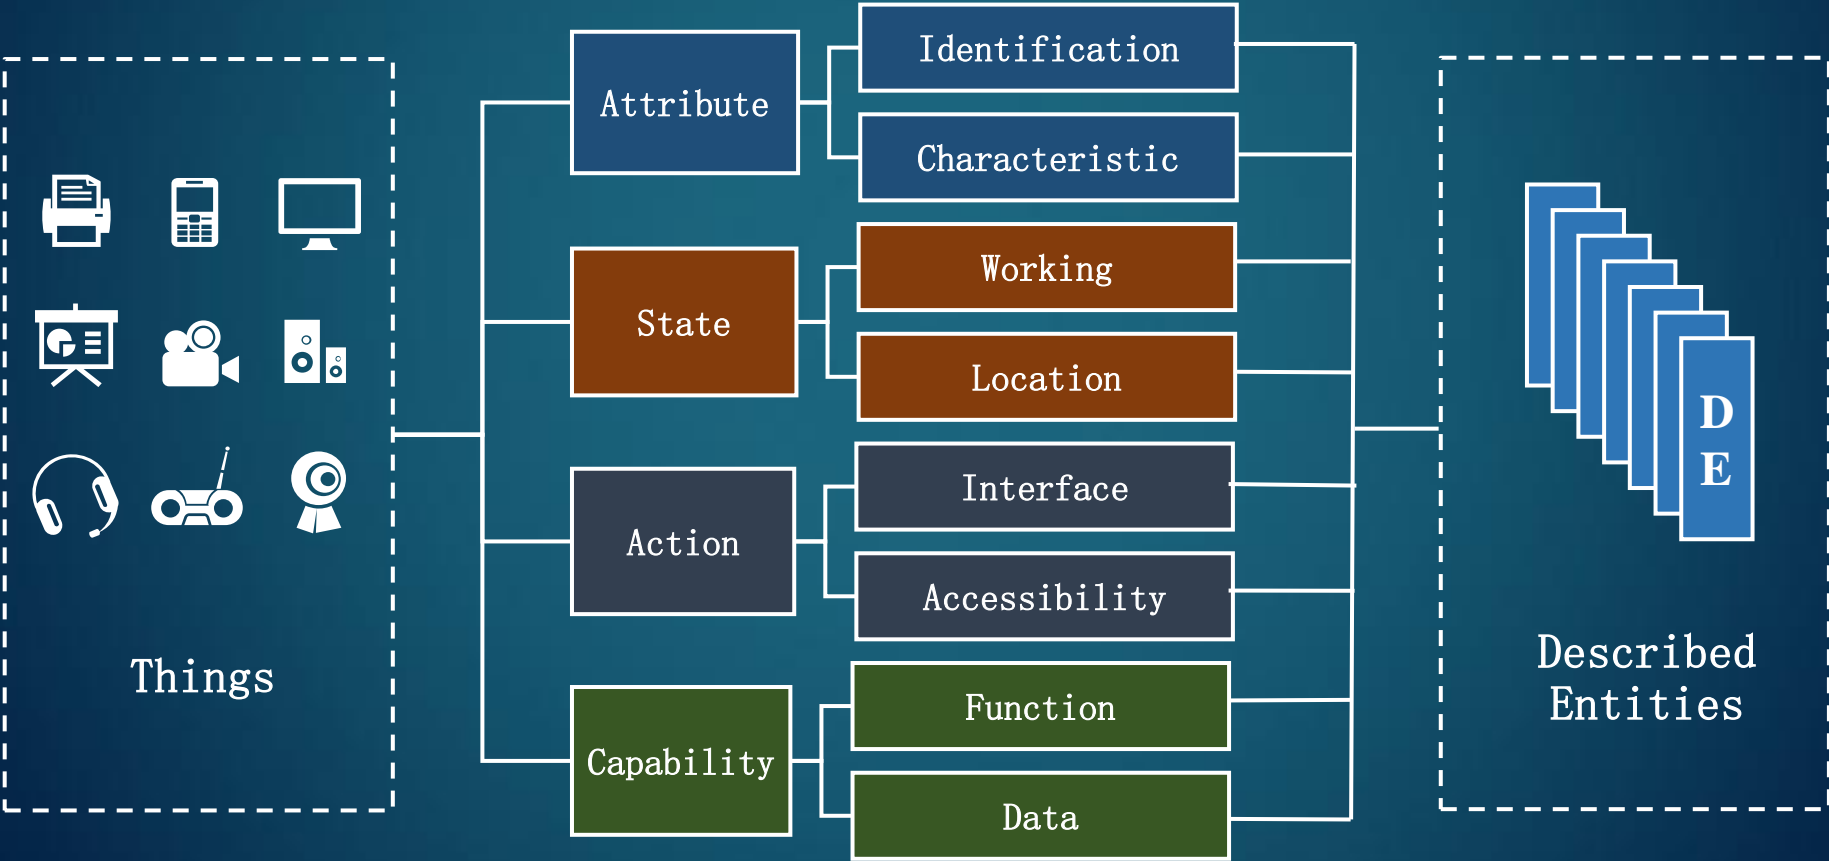 Things
Attribute
Identification
Characteristic
State
Working
Location
Action
Interface
Accessibility
Capability
Function
Data
D
E
Described
Entities